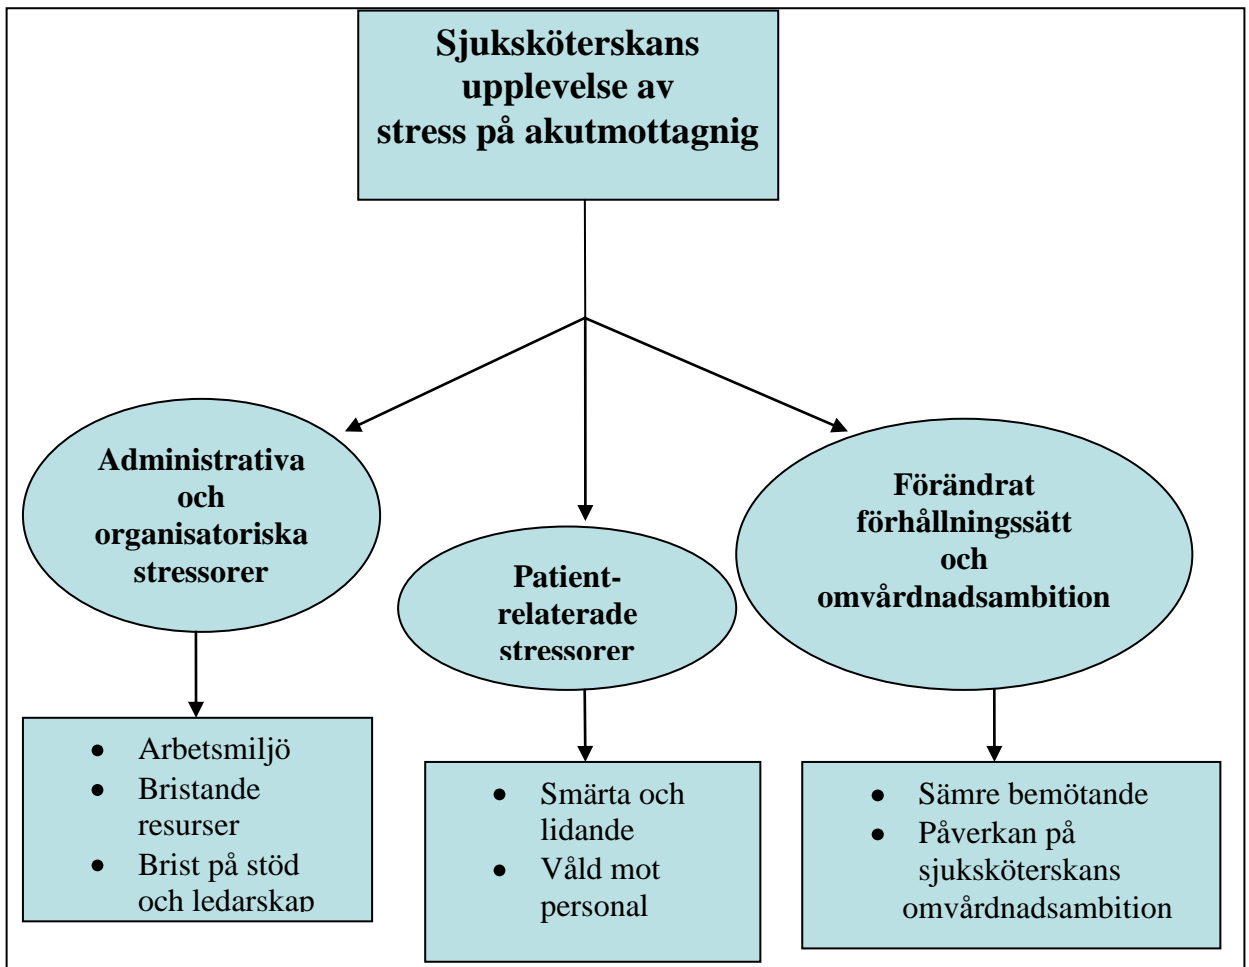 Sjuksköterskans
upplevelse av
stress på akutmottagnig
Administrativa
och
organisatoriska
stressorer
Patient-
relaterade
stressorer
Förändrat
förhållningssätt
och
omvårdnadsambition
• Arbetsmiljö
• Bristande
resurser
• Brist på stöd
och ledarskap
• Smärta och
lidande
• Våld mot
personal
• Sämre bemötande
• Påverkan på
sjuksköterskans
omvårdnadsambition